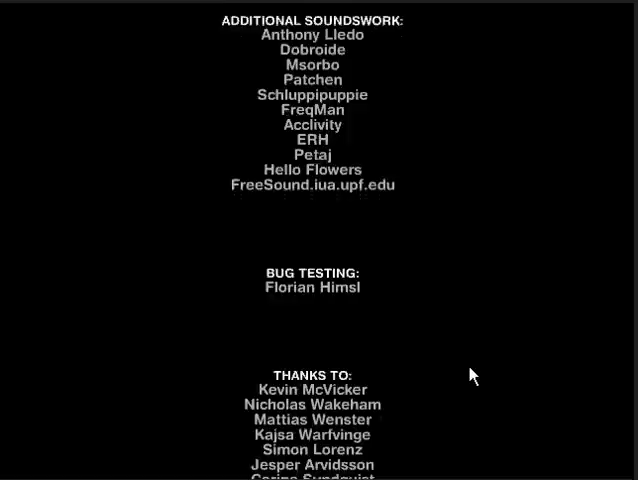 ADDITIONAL SOUNDSWORK:
Anthony Lledo
Dobroide
Msorbo
Patchen
Schluppipuppie
FreqMan
Acclivity
ERH
Petaj
Hello Flowers
FreeSound.iua.upf.edu
BUG TESTING:
Florian Himsl
THANKS TO:
Kevin McVicker
Nicholas Wakeham
Mattias Wenster
Kajsa Warfvinge
Simon Lorenz
Jesper Arvidsson